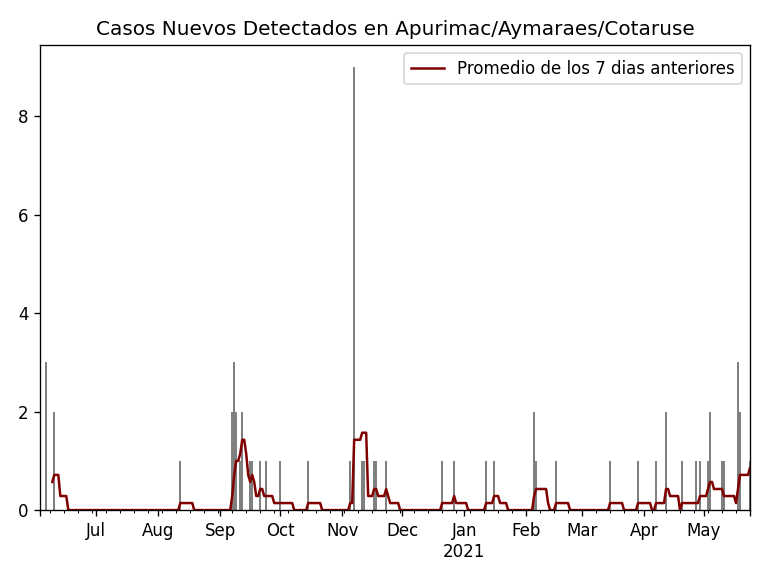 Casos Nuevos Detectados en Apurimac/Aymaraes/Cotaruse
Promedio de los 7 dias anteriores
8
6
4
2
0
Jul Aug Sep Oct Nov Dec Jan Feb Mar Apr May
2021